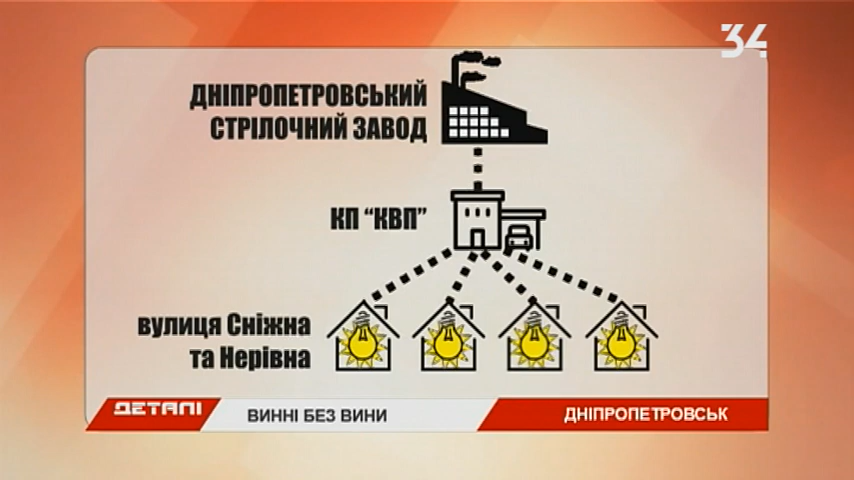 34
ДНІПРОПЕТРОВСЬКИЙ
СТРІЛОЧНИЙ ЗАВОД
КП “КВП”
вулиця Сніжна
та Нерівна
ДЕТАЛІ
ВИННІ БЕЗ ВИНИ
ДНІПРОПЕТРОВСЬК